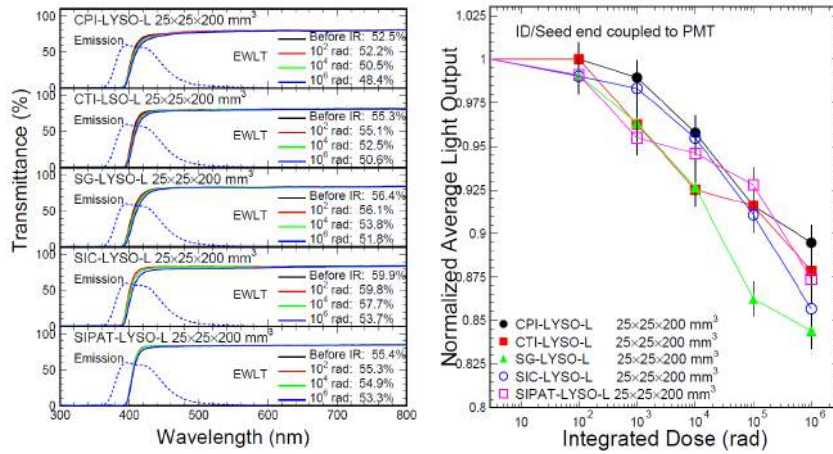 CPI-LYSO-L 25×25×200 mm³
Emission
EWLT
Before IR: 52.5%
10² rad: 52.2%
10⁴ rad: 50.5%
10⁶ rad: 48.4%
CTI-LSO-L 25×25×200 mm³
Emission
EWLT
Before IR: 55.3%
10² rad: 55.1%
10⁴ rad: 52.5%
10⁶ rad: 50.6%
SG-LYSO-L 25×25×200 mm³
Emission
EWLT
Before IR: 56.4%
10² rad: 56.1%
10⁴ rad: 53.8%
10⁶ rad: 51.8%
SIC-LYSO-L 25×25×200 mm³
Emission
EWLT
Before IR: 59.9%
10² rad: 59.8%
10⁴ rad: 57.7%
10⁶ rad: 53.7%
SIPAT-LYSO-L 25×25×200 mm³
Emission
EWLT
Before IR: 55.4%
10² rad: 55.3%
10⁴ rad: 54.9%
10⁶ rad: 53.3%
Transmittance (%)
100
50
0
50
0
50
0
50
0
50
0
300 400 500 600 700 800
Wavelength (nm)
ID/Seed end coupled to PMT
Normalized Average Light Output
1
0.975
0.95
0.925
0.9
0.875
0.85
0.825
0.8
CPI-LYSO-L 25×25×200 mm³
CTI-LYSO-L 25×25×200 mm³
SG-LYSO-L 25×25×200 mm³
SIC-LYSO-L 25×25×200 mm³
SIPAT-LYSO-L 25×25×200 mm³
10 10² 10³ 10⁴ 10⁵ 10⁶
Integrated Dose (rad)